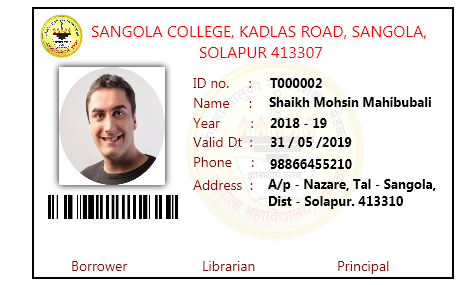 SANGOLA COLLEGE, KADLAS ROAD, SANGOLA,
SOLAPUR 413307
ID no. : T000002
Name : Shaikh Mohsin Mahibubali
Year : 2018 - 19
Valid Dt : 31 / 05 /2019
Phone : 98866455210
Address : A/p - Nazare, Tal - Sangola,
Dist - Solapur. 413310
Borrower Librarian Principal